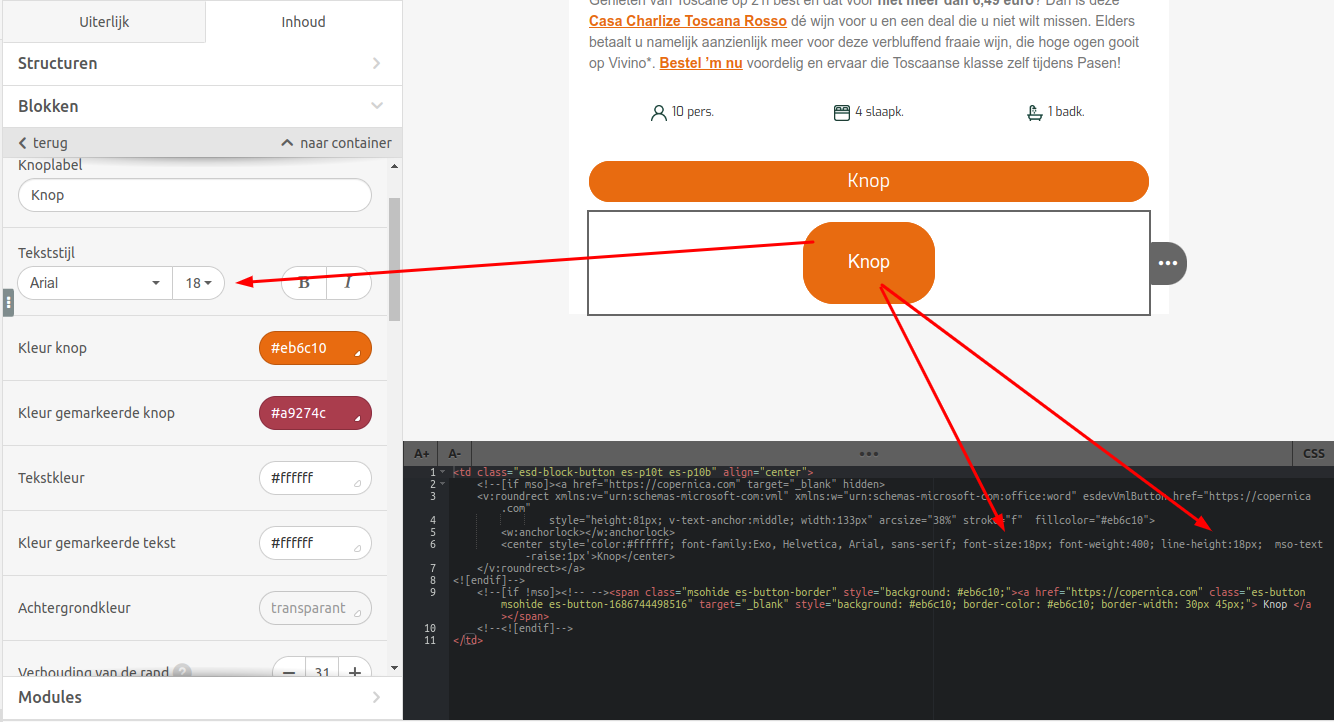 Uiterlijk
Inhoud
Structuren
Blokken
terug
naar container
Knoplabel
Knop
Tekststijl
Arial
18
B
I
Kleur knop
#eb6c10
Kleur gemarkeerde knop
#a9274c
Tekstkleur
#ffffff
Kleur gemarkeerde tekst
#ffffff
Achtergrondkleur
transparant
Verhouding van de rand ?
− 31 +
Modules
Genieten van Toscane op z'n best en dat voor niet meer dan 6,49 euro? Dan is deze
Casa Charlize Toscana Rosso dé wijn voor u en een deal die u niet wilt missen. Elders
betaalt u namelijk aanzienlijk meer voor deze verbluffend fraaie wijn, die hoge ogen gooit
op Vivino*. Bestel ’m nu voordelig en ervaar die Toscaanse klasse zelf tijdens Pasen!
10 pers.
4 slaapk.
1 badk.
Knop
Knop
A+
A-
CSS
1 <td class="esd-block-button es-p10t es-p10b" align="center">
2 <!--[if mso]><a href="https://copernica.com" target="_blank" hidden>
3 <v:roundrect xmlns:v="urn:schemas-microsoft-com:vml" xmlns:w="urn:schemas-microsoft-com:office:word" esdevVmlButton href="https://copernica
.com"
4 style="height:81px; v-text-anchor:middle; width:133px" arcsize="38%" stroke="f" fillcolor="#eb6c10">
5 <w:anchorlock></w:anchorlock>
6 <center style='color:#ffffff; font-family:Exo, Helvetica, Arial, sans-serif; font-size:18px; font-weight:400; line-height:18px; mso-text
-raise:1px'>Knop</center>
7 </v:roundrect></a>
8 <![endif]-->
9 <!--[if !mso]><!-- --><span class="msohide es-button-border" style="background: #eb6c10;"><a href="https://copernica.com" class="es-button
msohide es-button-1686744498516" target="_blank" style="background: #eb6c10; border-color: #eb6c10; border-width: 30px 45px;"> Knop </a
></span>
10 <!--<![endif]-->
11 </td>